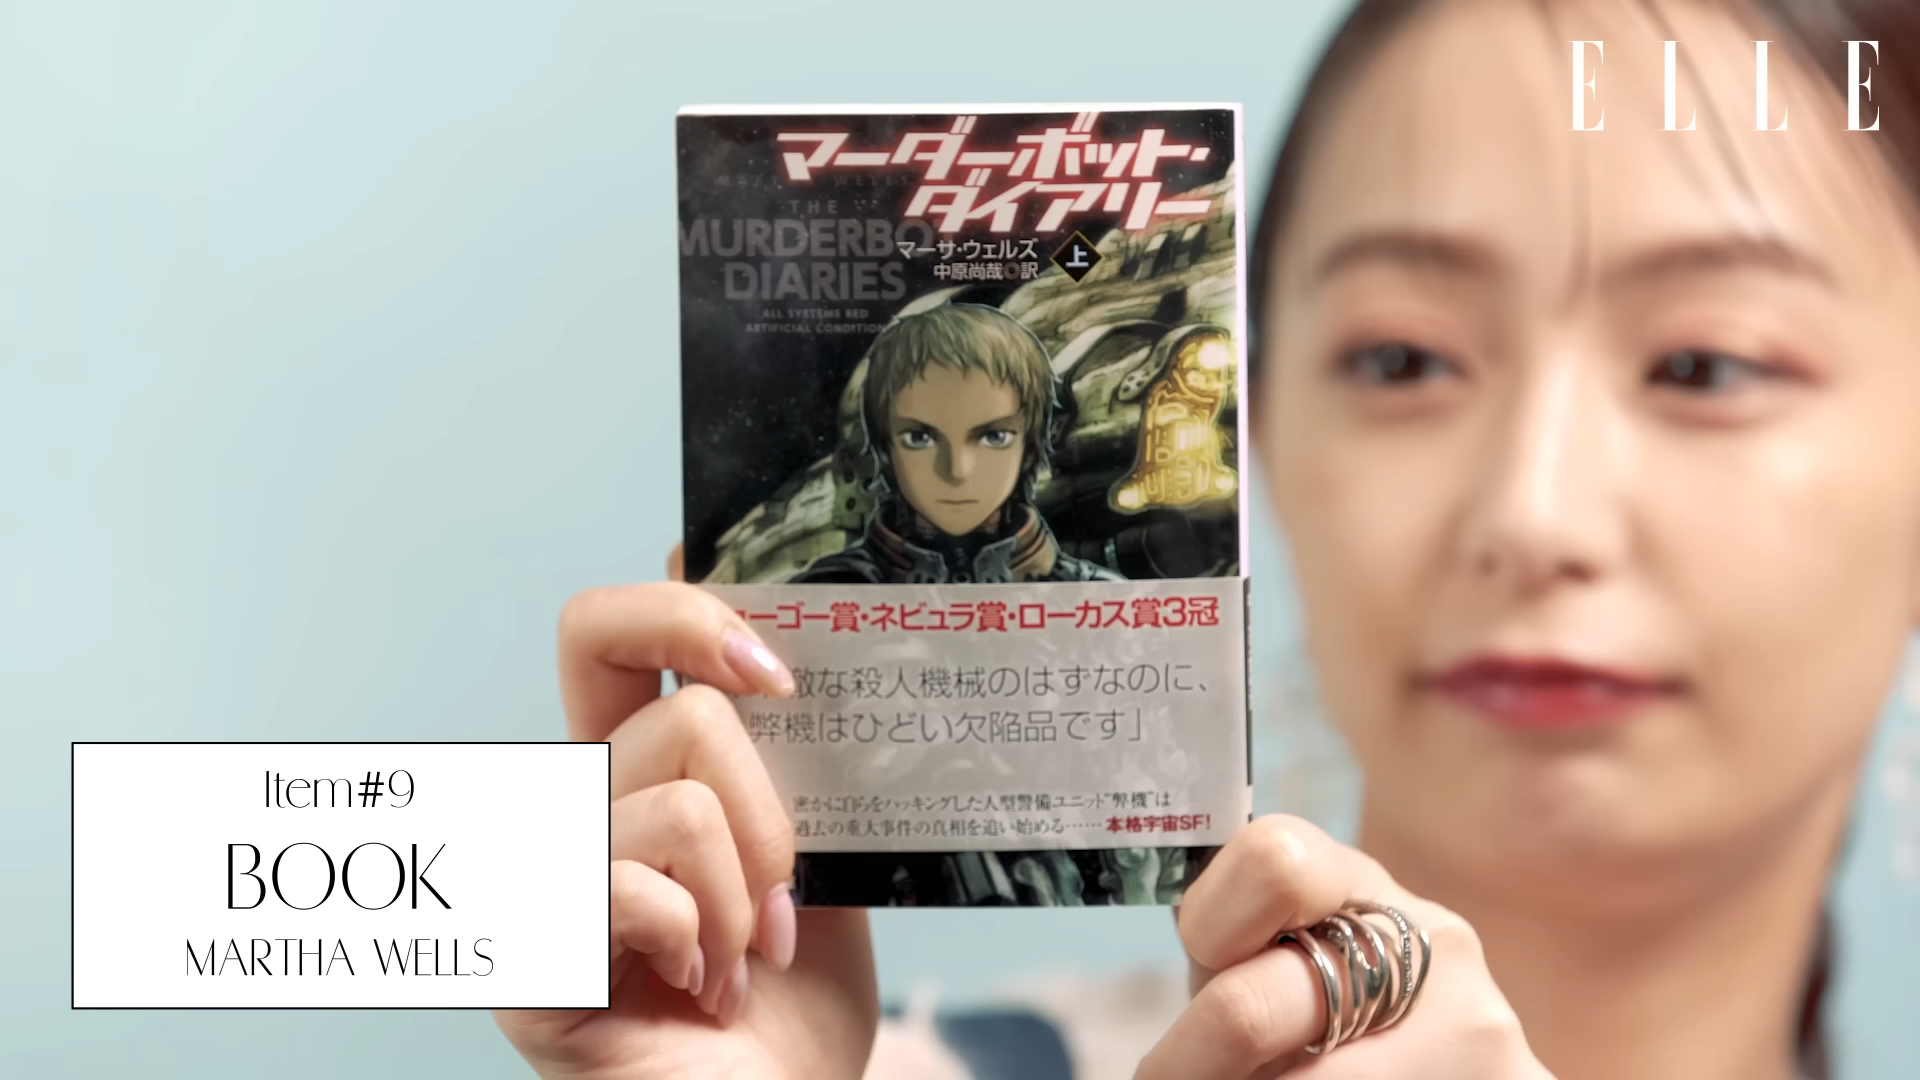 ELLE
マーダーボット・
ダイアリー
THE
MURDERBO
DIARIES
マーサ・ウェルズ
中原尚哉◎訳
上
ALL SYSTEMS RED
ARTIFICIAL CONDITION
ーゴー賞・ネビュラ賞・ローカス賞3冠
敵な殺人機械のはずなのに、
弊機はひどい欠陥品です」
密かに自らをハッキングした人型警備ユニット“弊機”は
過去の重大事件の真相を追い始める……本格宇宙SF!
Item#9
BOOK
MARTHA WELLS